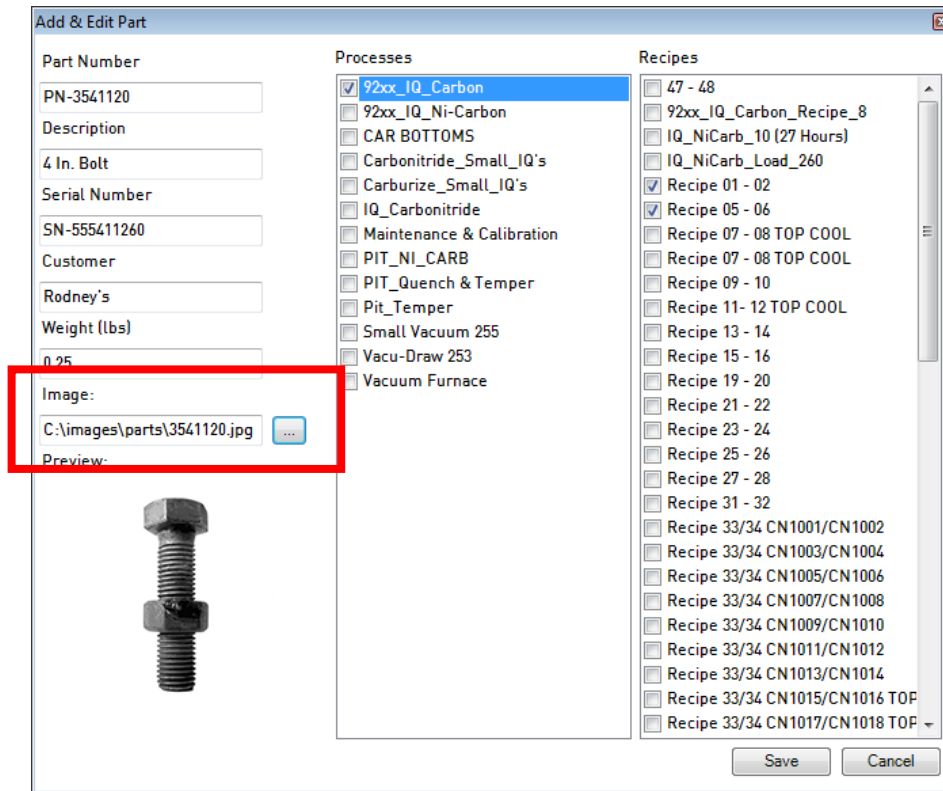 Add & Edit Part
Part Number
PN-3541120
Description
4 In. Bolt
Serial Number
SN-555411260
Customer
Rodney's
Weight (lbs)
0.25
Image:
C:\images\parts\3541120.jpg
...
Preview:
Processes
92xx_IQ_Carbon
92xx_IQ_Ni-Carbon
CAR BOTTOMS
Carbonitride_Small_IQ's
Carburize_Small_IQ's
IQ_Carbonitride
Maintenance & Calibration
PIT_NI_CARB
PIT_Quench & Temper
Pit_Temper
Small Vacuum 255
Vacu-Draw 253
Vacuum Furnace
Recipes
47 - 48
92xx_IQ_Carbon_Recipe_8
IQ_NiCarb_10 (27 Hours)
IQ_NiCarb_Load_260
Recipe 01 - 02
Recipe 05 - 06
Recipe 07 - 08 TOP COOL
Recipe 07 - 08 TOP COOL
Recipe 09 - 10
Recipe 11- 12 TOP COOL
Recipe 13 - 14
Recipe 15 - 16
Recipe 19 - 20
Recipe 21 - 22
Recipe 23 - 24
Recipe 25 - 26
Recipe 27 - 28
Recipe 31 - 32
Recipe 33/34 CN1001/CN1002
Recipe 33/34 CN1003/CN1004
Recipe 33/34 CN1005/CN1006
Recipe 33/34 CN1007/CN1008
Recipe 33/34 CN1009/CN1010
Recipe 33/34 CN1011/CN1012
Recipe 33/34 CN1013/CN1014
Recipe 33/34 CN1015/CN1016 TOP
Recipe 33/34 CN1017/CN1018 TOP
Save
Cancel